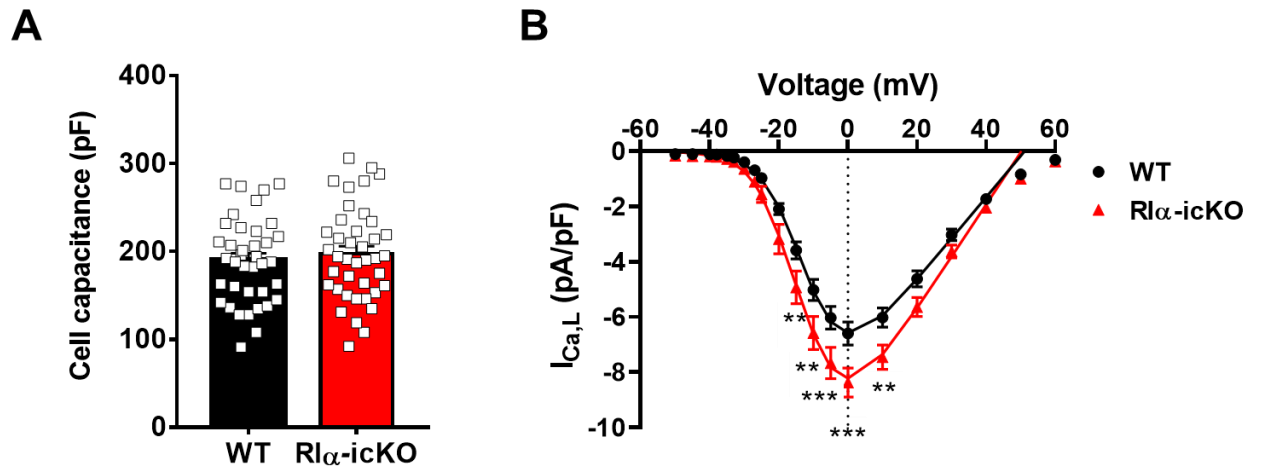 A
Cell capacitance (pF)
400
300
200
100
0
WT RIα-icKO
B
Voltage (mV)
-60 -40 -20 0 20 40 60
0
-2
-4
-6
-8
-10
ICa,L (pA/pF)
**
**
***
***
**
WT
RIα-icKO